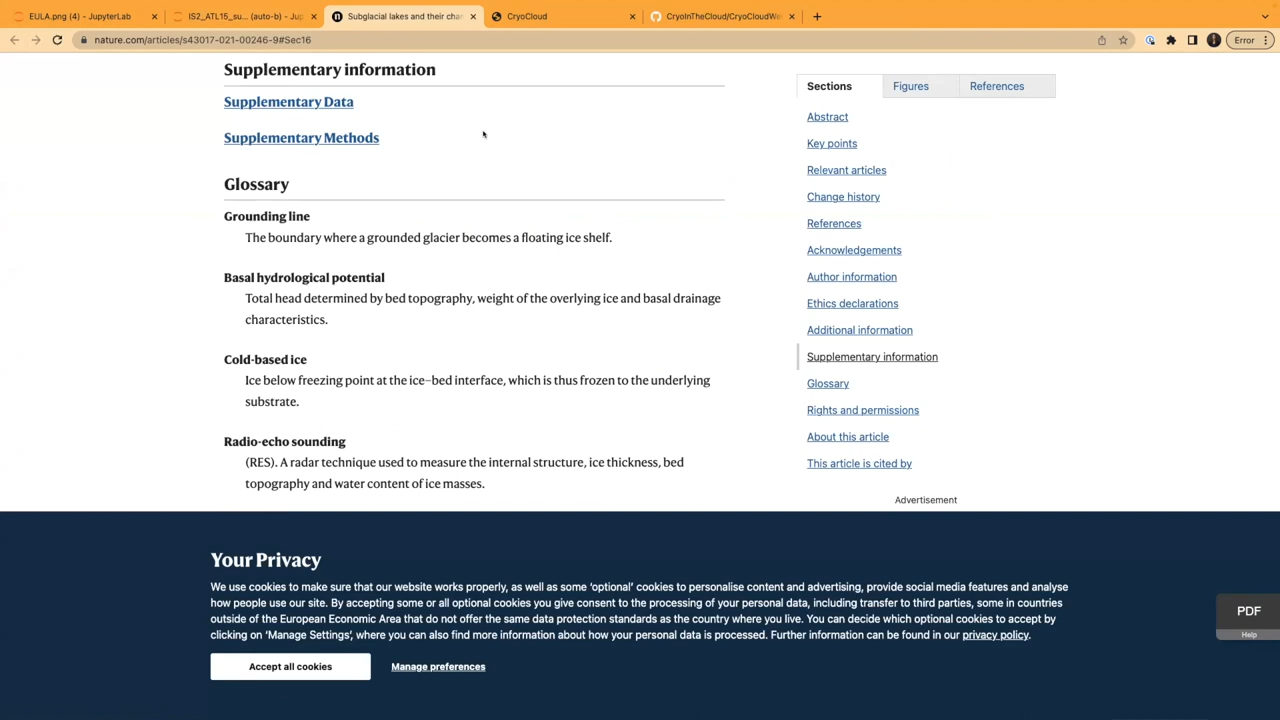 EULA.png (4) - JupyterLab
IS2_ATL15_su... (auto-b) - Jup
Subglacial lakes and their cha
CryoCloud
CryoInTheCloud/CryoCloudWe
nature.com/articles/s43017-021-00246-9#Sec16
Error
Supplementary information
Supplementary Data
Supplementary Methods
Glossary
Grounding line
The boundary where a grounded glacier becomes a floating ice shelf.
Basal hydrological potential
Total head determined by bed topography, weight of the overlying ice and basal drainage
characteristics.
Cold-based ice
Ice below freezing point at the ice–bed interface, which is thus frozen to the underlying
substrate.
Radio-echo sounding
(RES). A radar technique used to measure the internal structure, ice thickness, bed
topography and water content of ice masses.
Sections
Figures
References
Abstract
Key points
Relevant articles
Change history
References
Acknowledgements
Author information
Ethics declarations
Additional information
Supplementary information
Glossary
Rights and permissions
About this article
This article is cited by
Advertisement
Your Privacy
We use cookies to make sure that our website works properly, as well as some ‘optional’ cookies to personalise content and advertising, provide social media features and analyse
how people use our site. By accepting some or all optional cookies you give consent to the processing of your personal data, including transfer to third parties, some in countries
outside of the European Economic Area that do not offer the same data protection standards as the country where you live. You can decide which optional cookies to accept by
clicking on ‘Manage Settings’, where you can also find more information about how your personal data is processed. Further information can be found in our privacy policy.
Accept all cookies
Manage preferences
PDF
Help